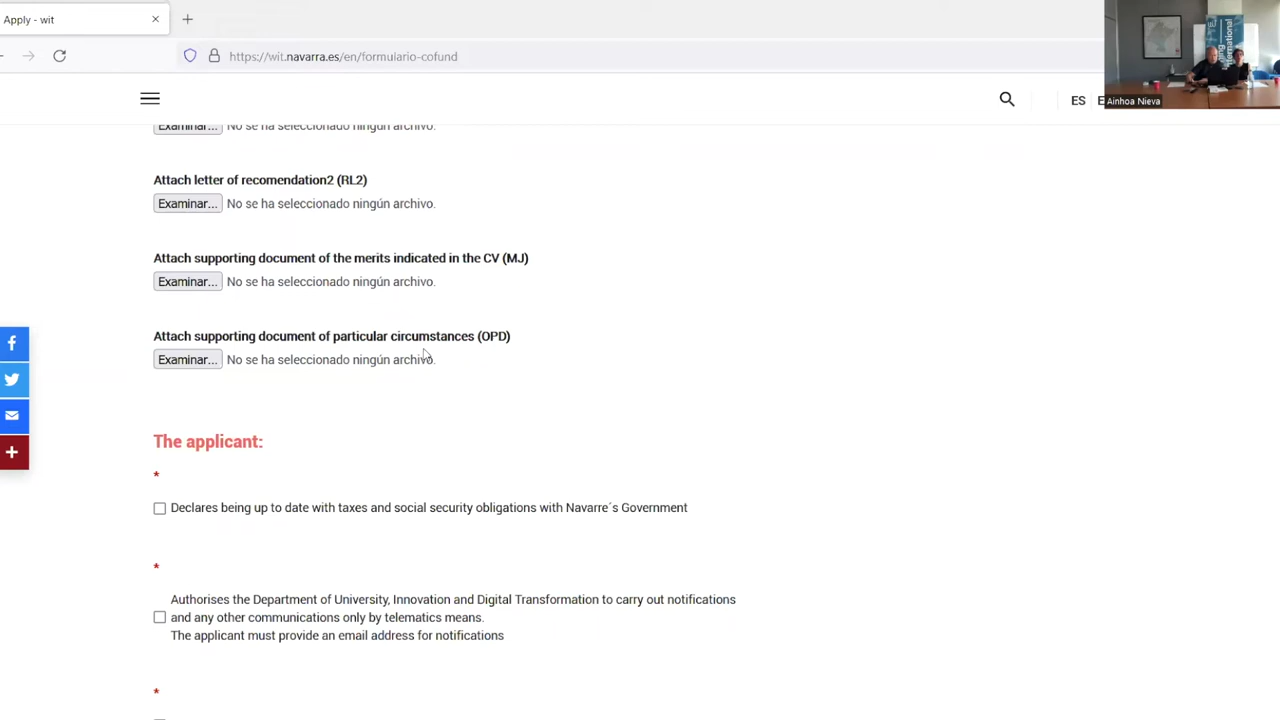 Apply - wit
https://wit.navarra.es/en/formulario-cofund
ES
E
Ainhoa Nieva
International
Examinar... No se ha seleccionado ningún archivo.
Attach letter of recomendation2 (RL2)
Examinar... No se ha seleccionado ningún archivo.
Attach supporting document of the merits indicated in the CV (MJ)
Examinar... No se ha seleccionado ningún archivo.
Attach supporting document of particular circumstances (OPD)
Examinar... No se ha seleccionado ningún archivo.
The applicant:
*
Declares being up to date with taxes and social security obligations with Navarre´s Government
*
Authorises the Department of University, Innovation and Digital Transformation to carry out notifications
and any other communications only by telematics means.
The applicant must provide an email address for notifications
*